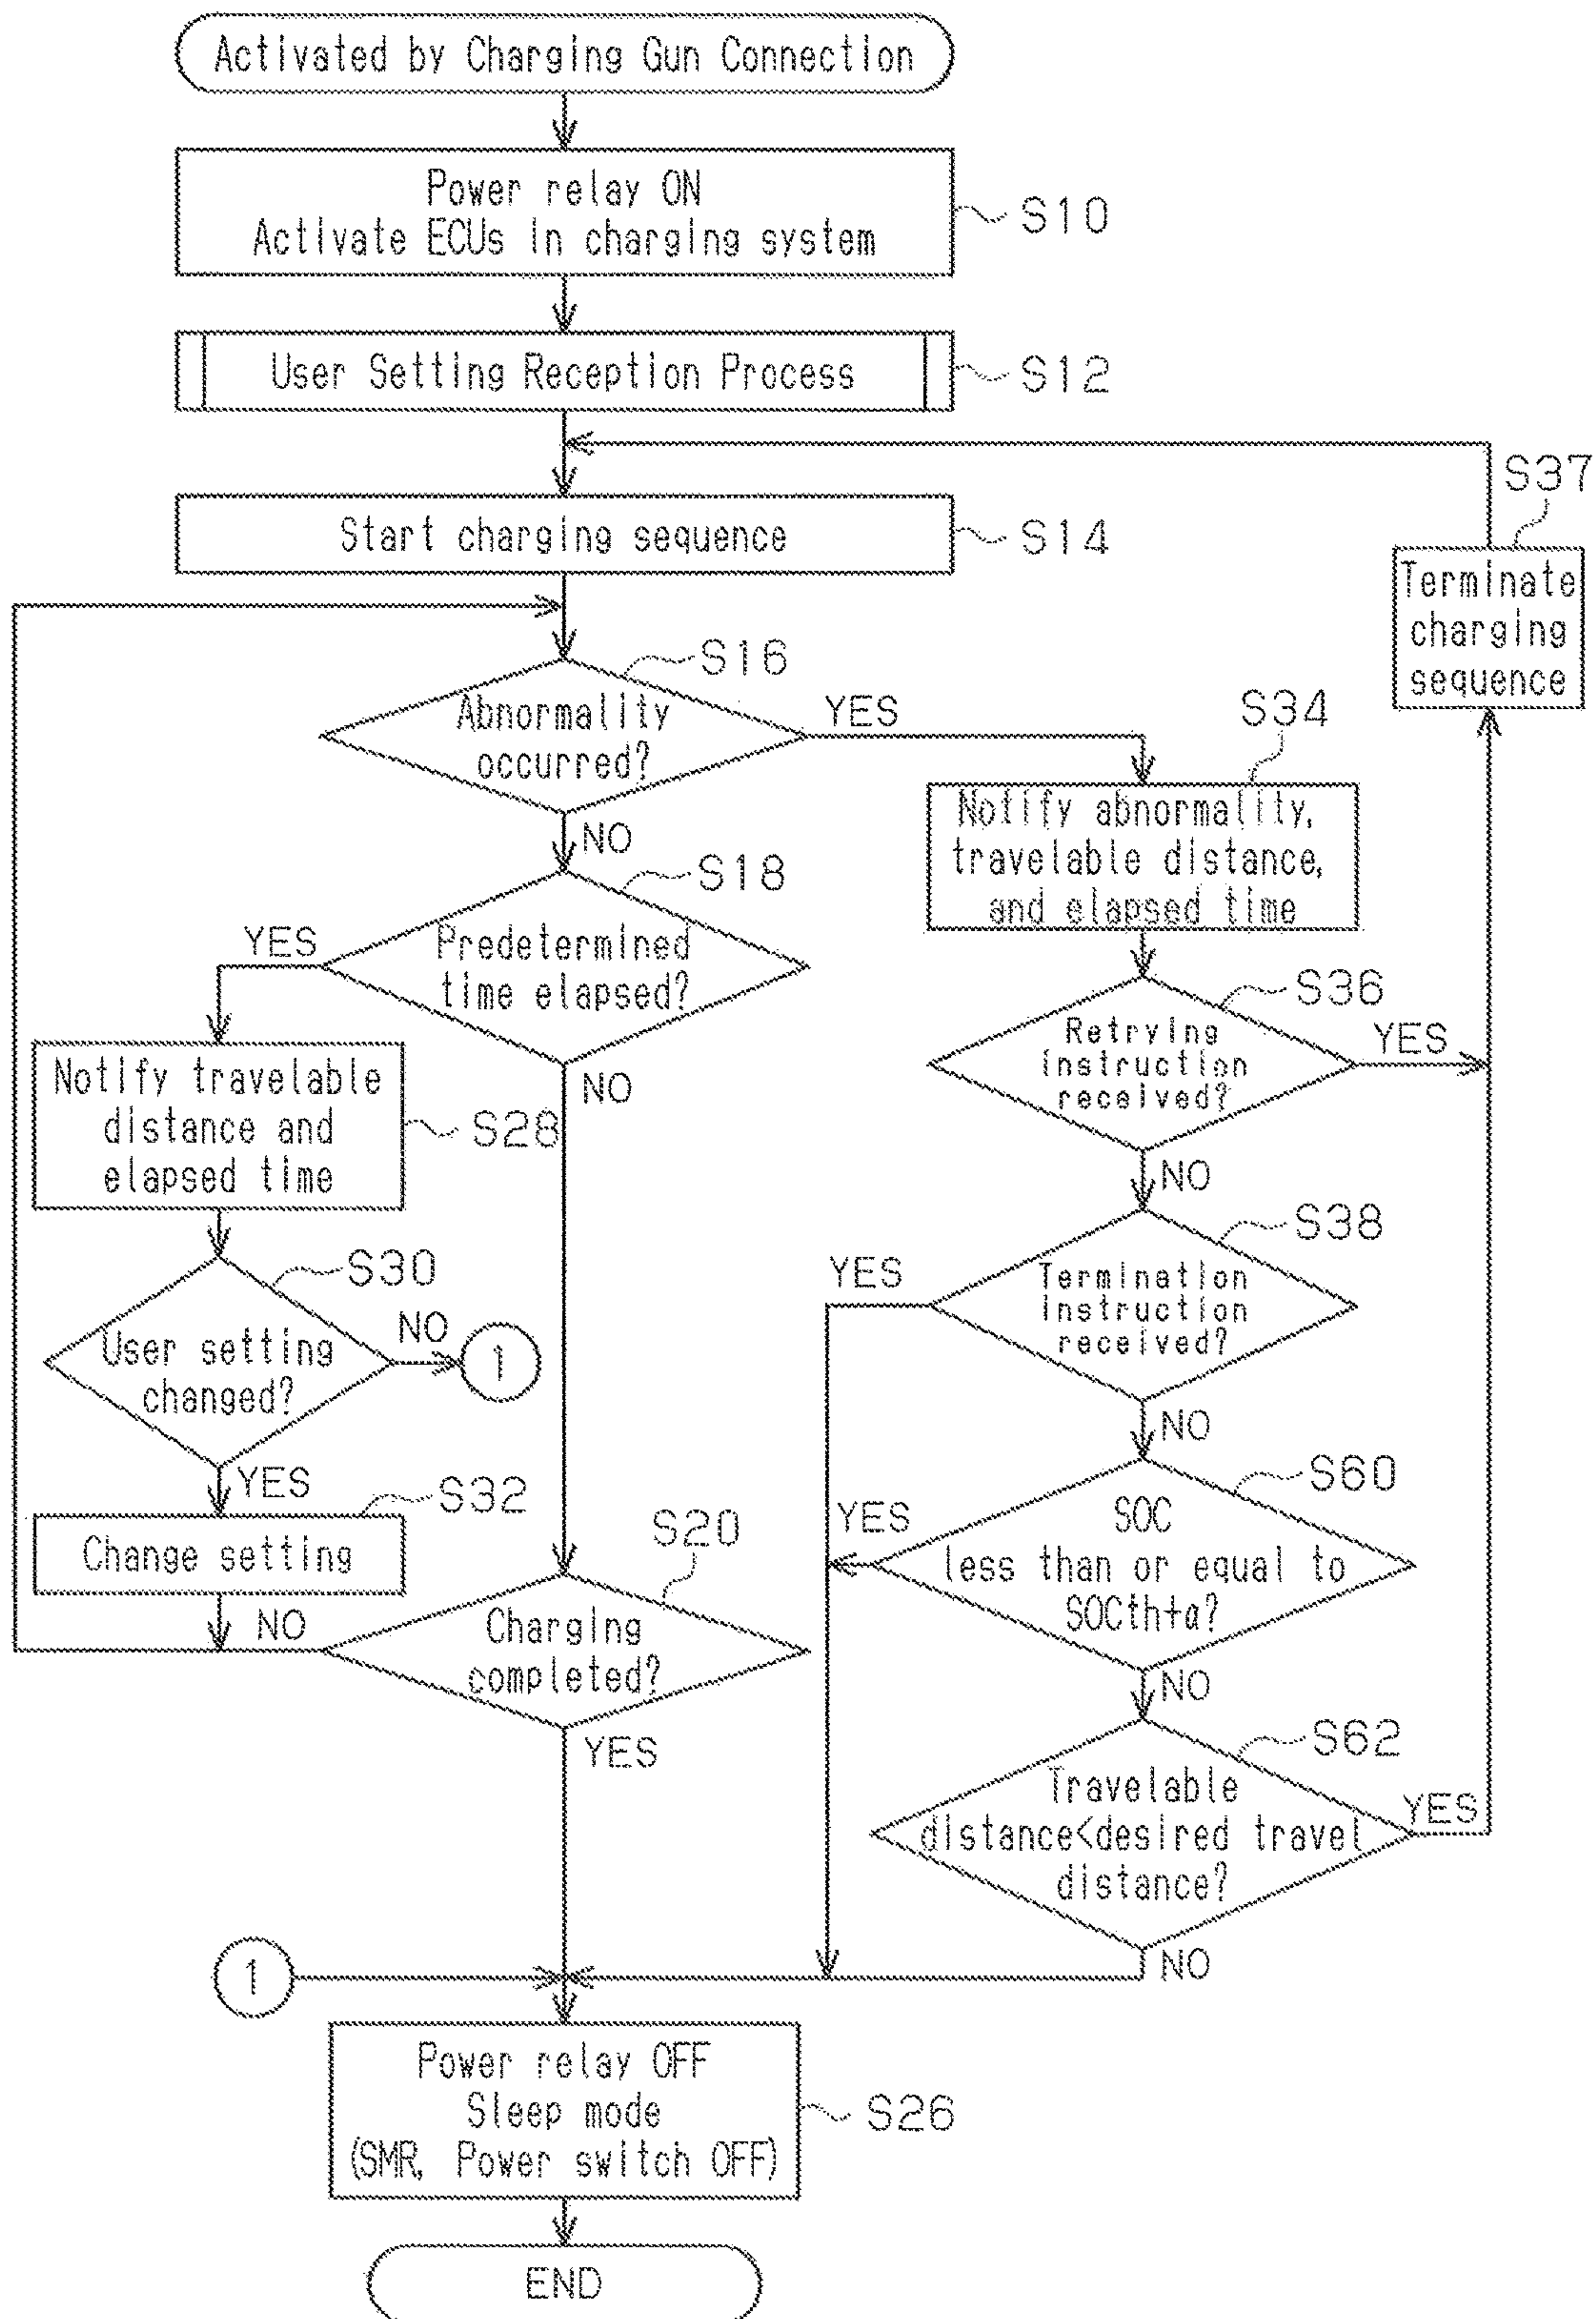 Activated by Charging Gun Connection
Power relay ON
Activate ECUs in charging system
S10
User Setting Reception Process
S12
S37
Start charging sequence
S14
Terminate
charging
sequence
S16
Abnormality
occurred?
YES
S34
NO
Notify abnormality,
travelable distance,
and elapsed time
S18
YES
Predetermined
time elapsed?
S36
NO
Retrying
instruction
received?
YES
Notify travelable
distance and
elapsed time
S28
NO
S38
S30
User setting
changed?
NO
1
YES
Termination
instruction
received?
NO
YES
S32
Change setting
S60
YES
SOC
less than or equal to
SOCth+α?
S20
NO
Charging
completed?
NO
YES
S62
Travelable
distance<desired travel
distance?
YES
NO
1
Power relay OFF
Sleep mode
(SMR, Power switch OFF)
S26
END